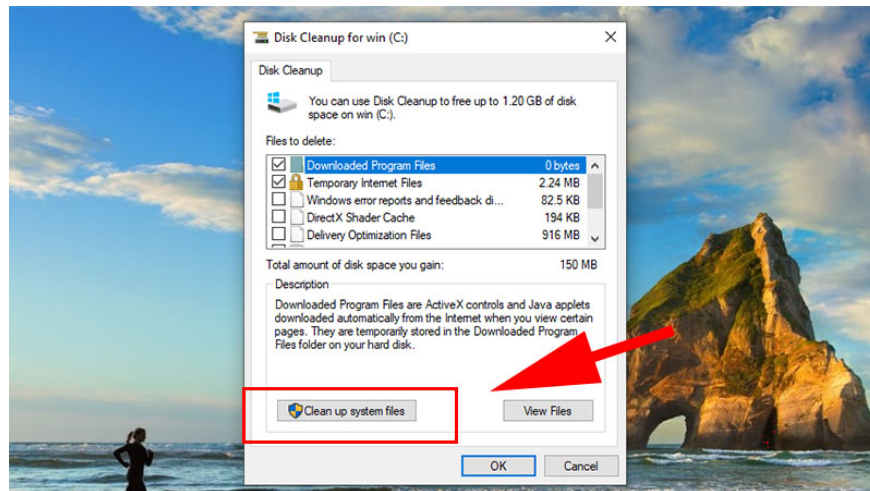 Disk Cleanup for win (C:)
Disk Cleanup
You can use Disk Cleanup to free up to 1.20 GB of disk
space on win (C:).
Files to delete:
Downloaded Program Files 0 bytes
Temporary Internet Files 2.24 MB
Windows error reports and feedback di... 82.5 KB
DirectX Shader Cache 194 KB
Delivery Optimization Files 916 MB
Total amount of disk space you gain: 150 MB
Description
Downloaded Program Files are ActiveX controls and Java applets
downloaded automatically from the Internet when you view certain
pages. They are temporarily stored in the Downloaded Program
Files folder on your hard disk.
Clean up system files View Files
OK Cancel